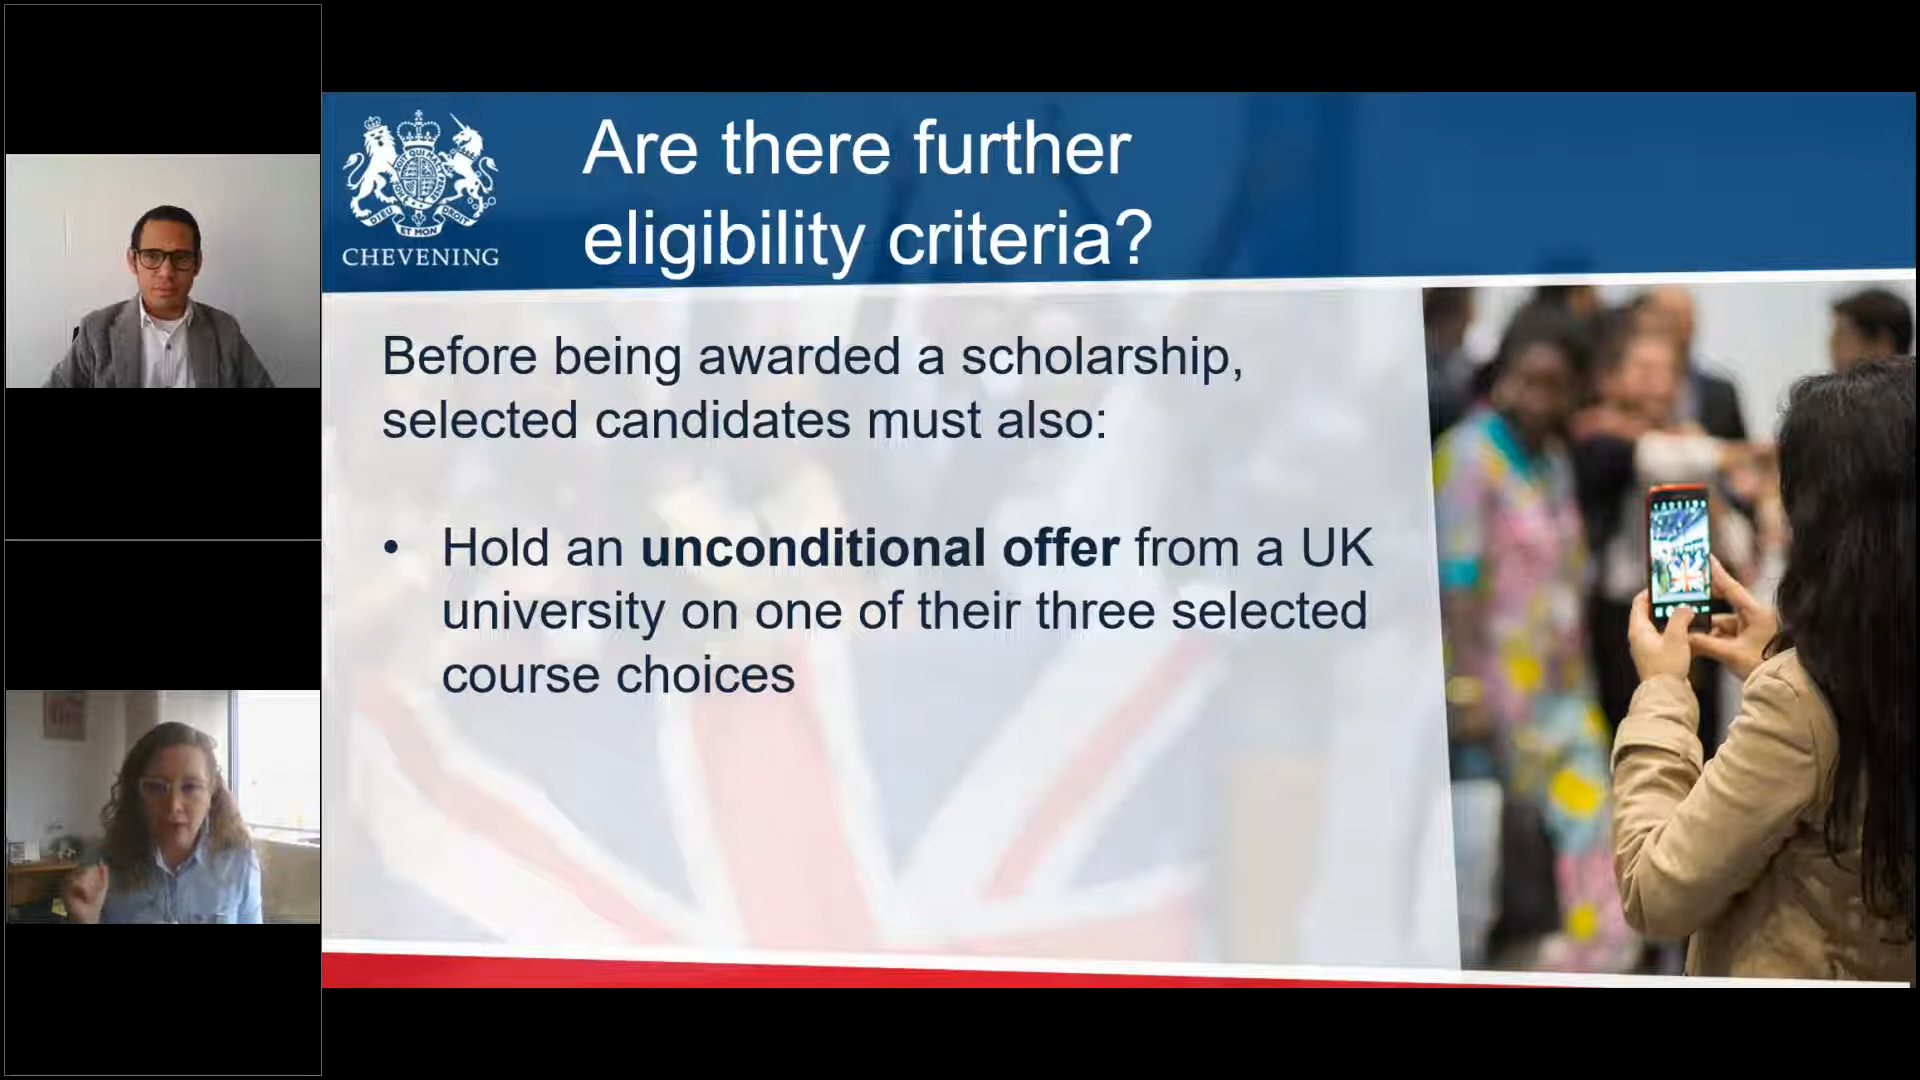 CHEVENING
Are there further
eligibility criteria?
Before being awarded a scholarship,
selected candidates must also:
• Hold an unconditional offer from a UK
university on one of their three selected
course choices